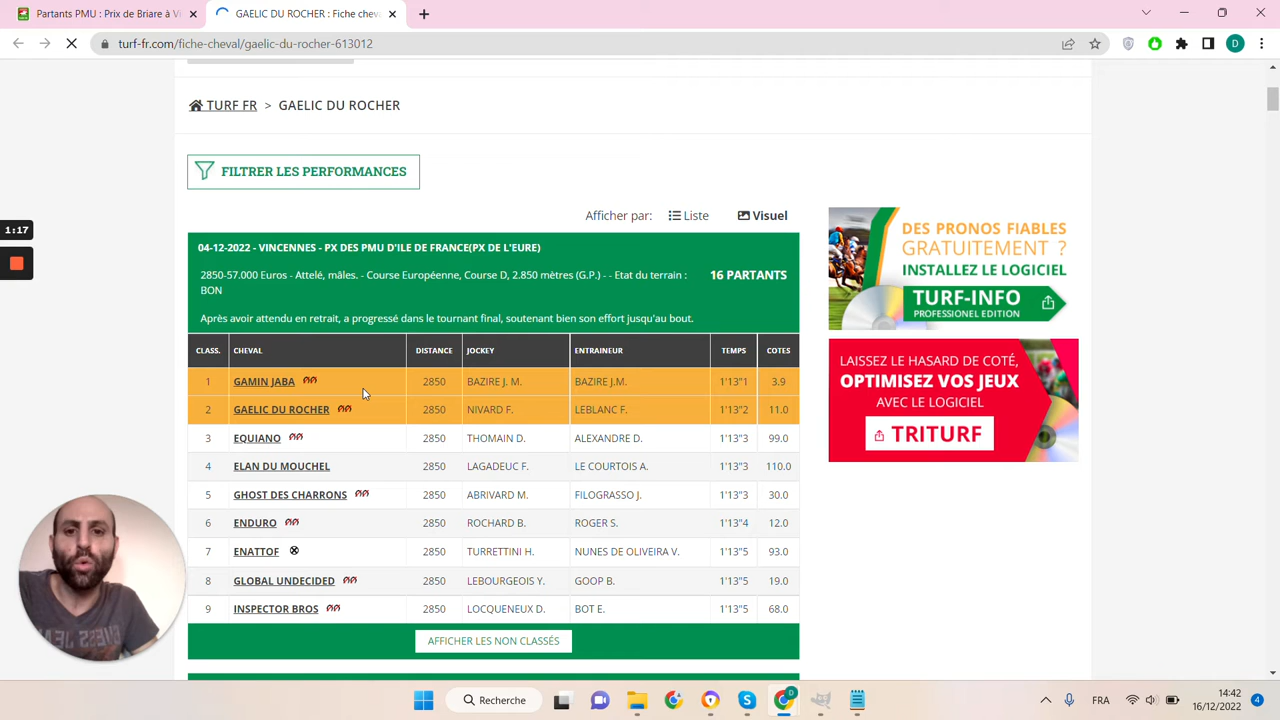 Partants PMU : Prix de Briare à V
GAELIC DU ROCHER : Fiche chev
turf-fr.com/fiche-cheval/gaelic-du-rocher-613012
D
TURF FR > GAELIC DU ROCHER
FILTRER LES PERFORMANCES
Afficher par: Liste Visuel
04-12-2022 - VINCENNES - PX DES PMU D'ILE DE FRANCE(PX DE L'EURE)
2850-57.000 Euros - Attelé, mâles. - Course Européenne, Course D, 2.850 mètres (G.P.) - - Etat du terrain :
BON
16 PARTANTS
Après avoir attendu en retrait, a progressé dans le tournant final, soutenant bien son effort jusqu'au bout.
CLASS. CHEVAL DISTANCE JOCKEY ENTRAINEUR TEMPS COTES
1 GAMIN JABA 2850 BAZIRE J. M. BAZIRE J.M. 1'13"1 3.9
2 GAELIC DU ROCHER 2850 NIVARD F. LEBLANC F. 1'13"2 11.0
3 EQUIANO 2850 THOMAIN D. ALEXANDRE D. 1'13"3 99.0
4 ELAN DU MOUCHEL 2850 LAGADEUC F. LE COURTOIS A. 1'13"3 110.0
5 GHOST DES CHARRONS 2850 ABRIVARD M. FILOGRASSO J. 1'13"3 30.0
6 ENDURO 2850 ROCHARD B. ROGER S. 1'13"4 12.0
7 ENATTOF 2850 TURRETTINI H. NUNES DE OLIVEIRA V. 1'13"5 93.0
8 GLOBAL UNDECIDED 2850 LEBOURGEOIS Y. GOOP B. 1'13"5 19.0
9 INSPECTOR BROS 2850 LOCQUENEUX D. BOT E. 1'13"5 68.0
AFFICHER LES NON CLASSÉS
DES PRONOS FIABLES
GRATUITEMENT ?
INSTALLEZ LE LOGICIEL
TURF-INFO
PROFESSIONEL EDITION
LAISSEZ LE HASARD DE COTÉ,
OPTIMISEZ VOS JEUX
AVEC LE LOGICIEL
TRITURF
1:17
Recherche
D
FRA
14:42
16/12/2022
4